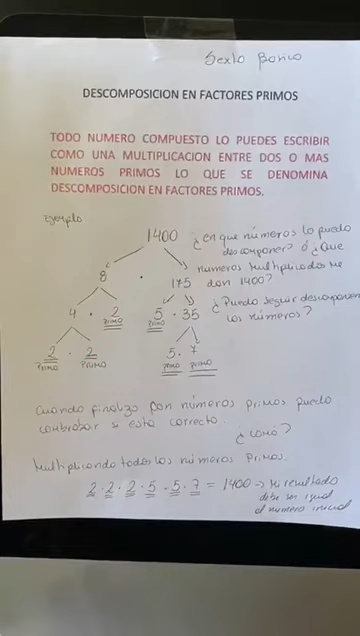 Sexto Basico
DESCOMPOSICION EN FACTORES PRIMOS
TODO NUMERO COMPUESTO LO PUEDES ESCRIBIR
COMO UNA MULTIPLICACION ENTRE DOS O MAS
NUMEROS PRIMOS LO QUE SE DENOMINA
DESCOMPOSICION EN FACTORES PRIMOS.
Ejemplo
1400 ¿en que números lo puedo
descomponer? ó ¿Que
8 · 175 números multiplicados me
dan 1400?
4 · 2 5 · 35 ¿Puedo seguir descomponiendo
PRIMO PRIMO los números?
2 · 2 5 · 7
PRIMO PRIMO PRIMO PRIMO
Cuando finalizo con números primos puedo
combrobar si esta correcto.
¿como?
Multiplicando todos los números primos.
2 · 2 · 2 · 5 · 5 · 7 = 1400 → Mi resultado
debe ser igual
al numero inicial